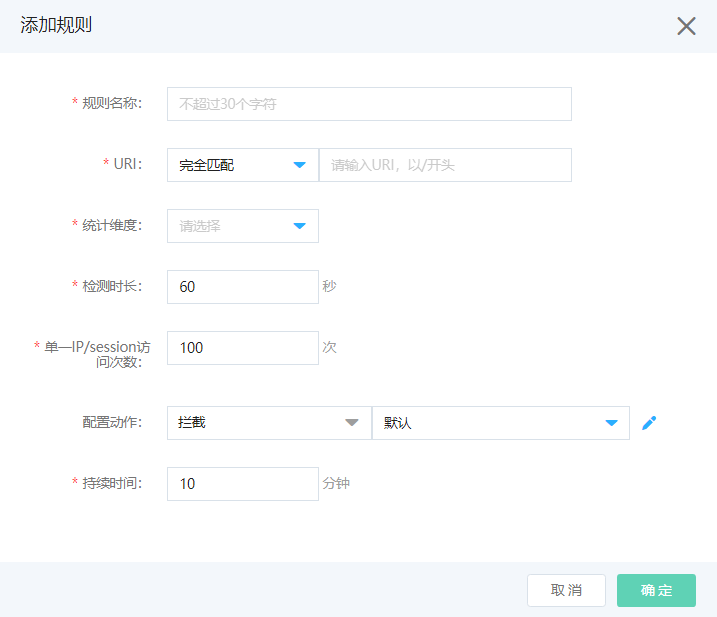 添加规则
* 规则名称： 不超过30个字符
* URI： 完全匹配 请输入URI，以/开头
* 统计维度： 请选择
* 检测时长： 60 秒
* 单一IP/session访
问次数： 100 次
配置动作： 拦截 默认
* 持续时间： 10 分钟
取消 确定